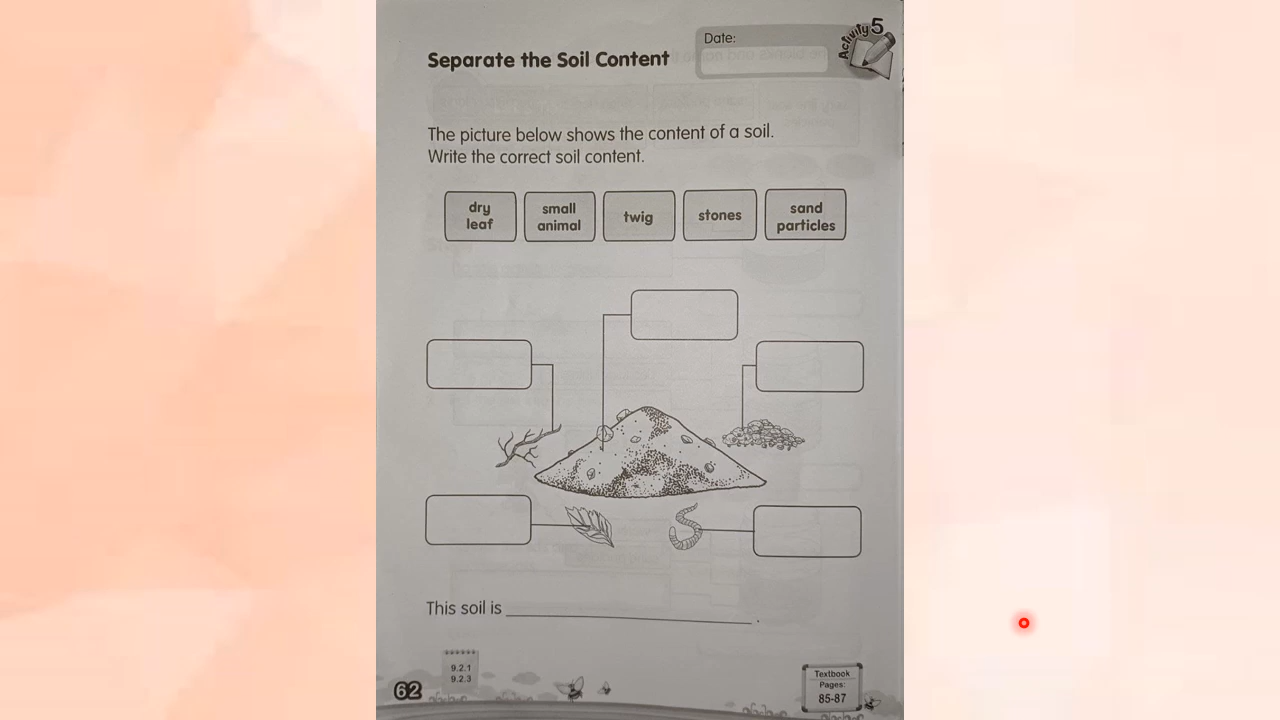 Separate the Soil Content
Date:
Activity 5
The picture below shows the content of a soil.
Write the correct soil content.
dry
leaf
small
animal
twig
stones
sand
particles
This soil is ______________________ .
9.2.1
9.2.3
62
Textbook
Pages:
85-87